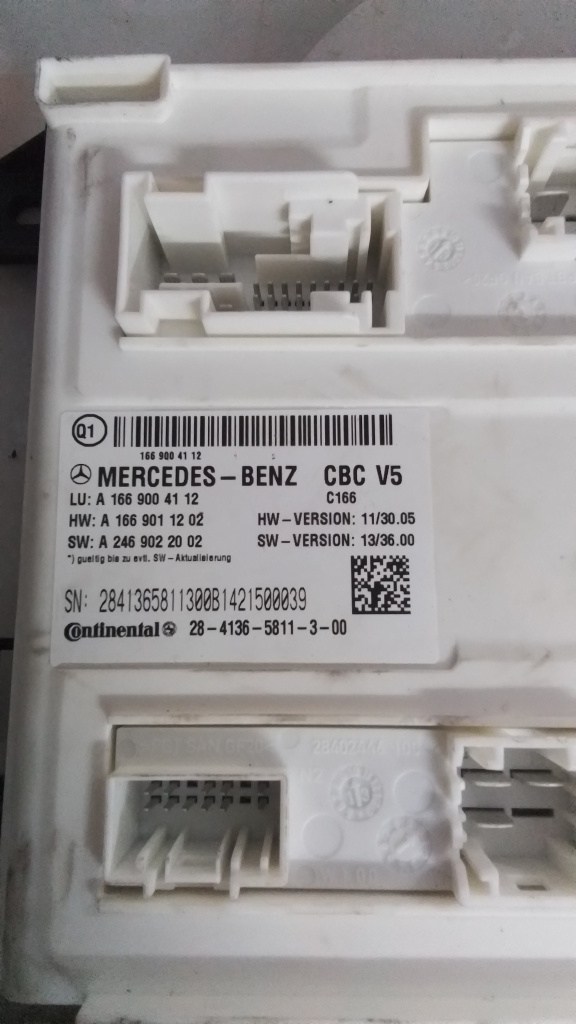 Q1
166 900 41 12
MERCEDES-BENZ CBC V5
LU: A 166 900 41 12 C166
HW: A 166 901 12 02 HW-VERSION: 11/30.05
SW: A 246 902 20 02 SW-VERSION: 13/36.00
*) gueltig bis zu evtl. SW-Aktualisierung
SN: 2841365811300B1421500039
Continental 28-4136-5811-3-00